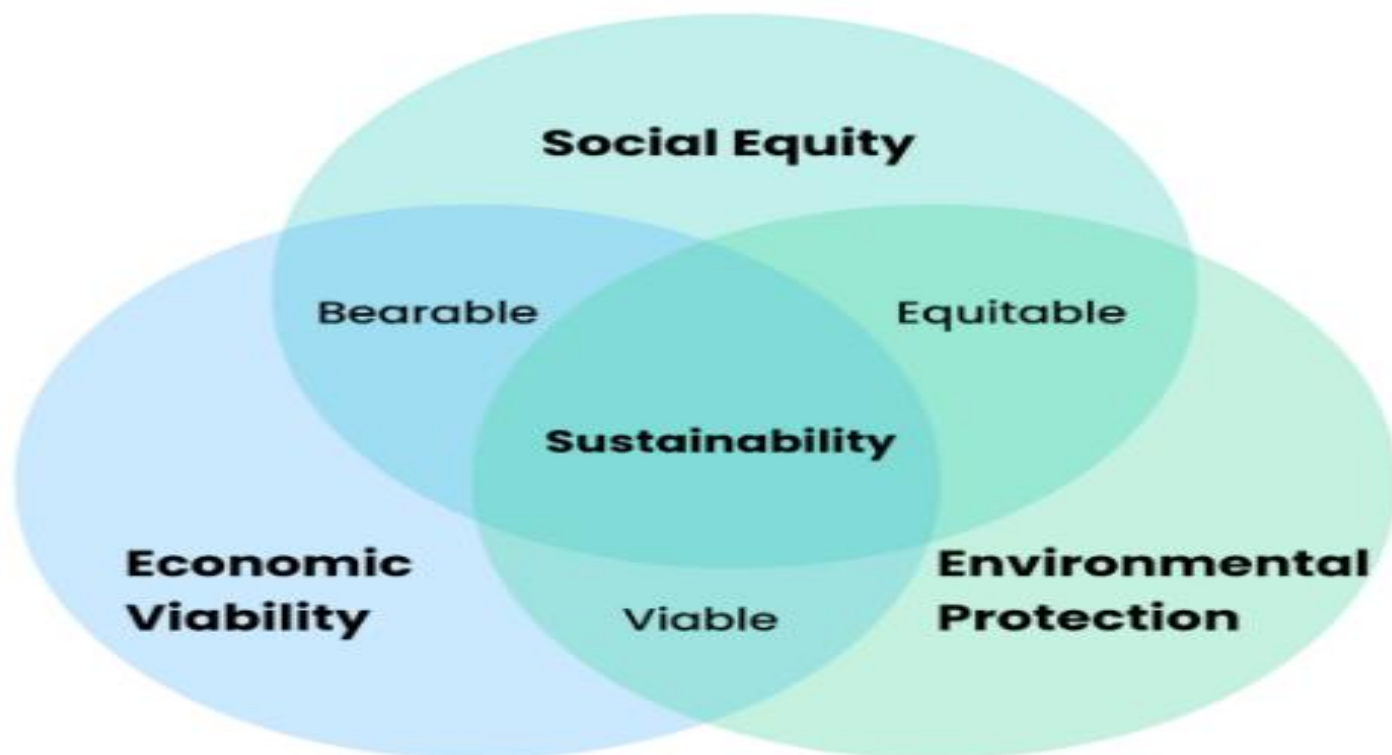 Social Equity
Bearable
Equitable
Sustainability
Economic
Viability
Viable
Environmental
Protection